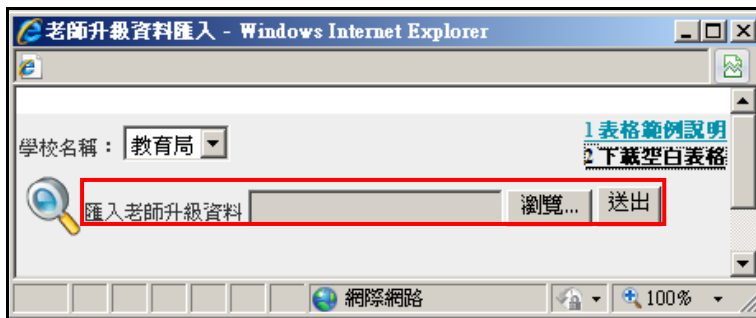 老師升級資料匯入 - Windows Internet Explorer
學校名稱： 教育局
1表格範例說明
2下載空白表格
匯入老師升級資料 瀏覽... 送出
網際網路 100%